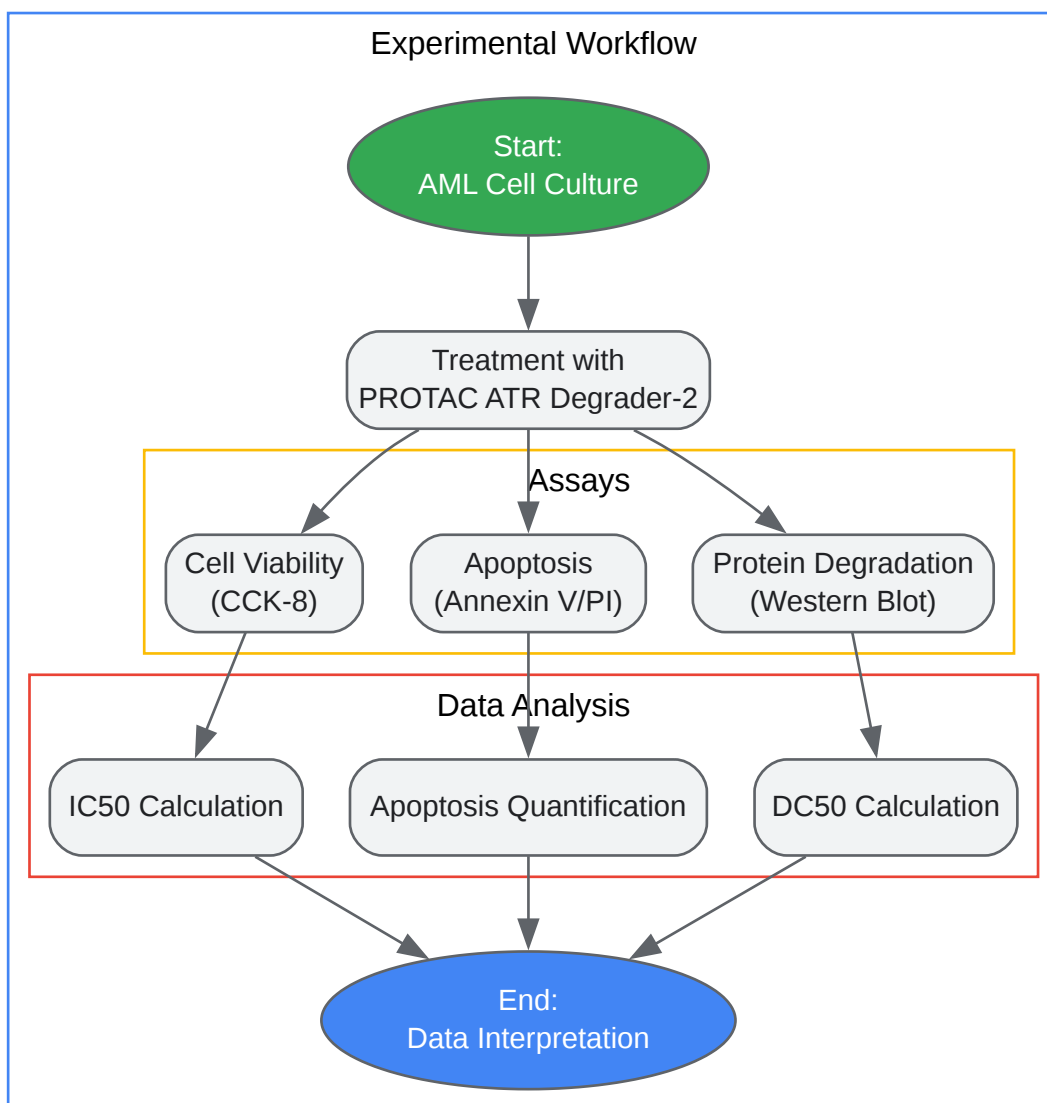 Experimental Workflow
Start:
AML Cell Culture
Treatment with
PROTAC ATR Degrader-2
Assays
Cell Viability
(CCK-8)
Apoptosis
(Annexin V/PI)
Protein Degradation
(Western Blot)
Data Analysis
IC50 Calculation
Apoptosis Quantification
DC50 Calculation
End:
Data Interpretation